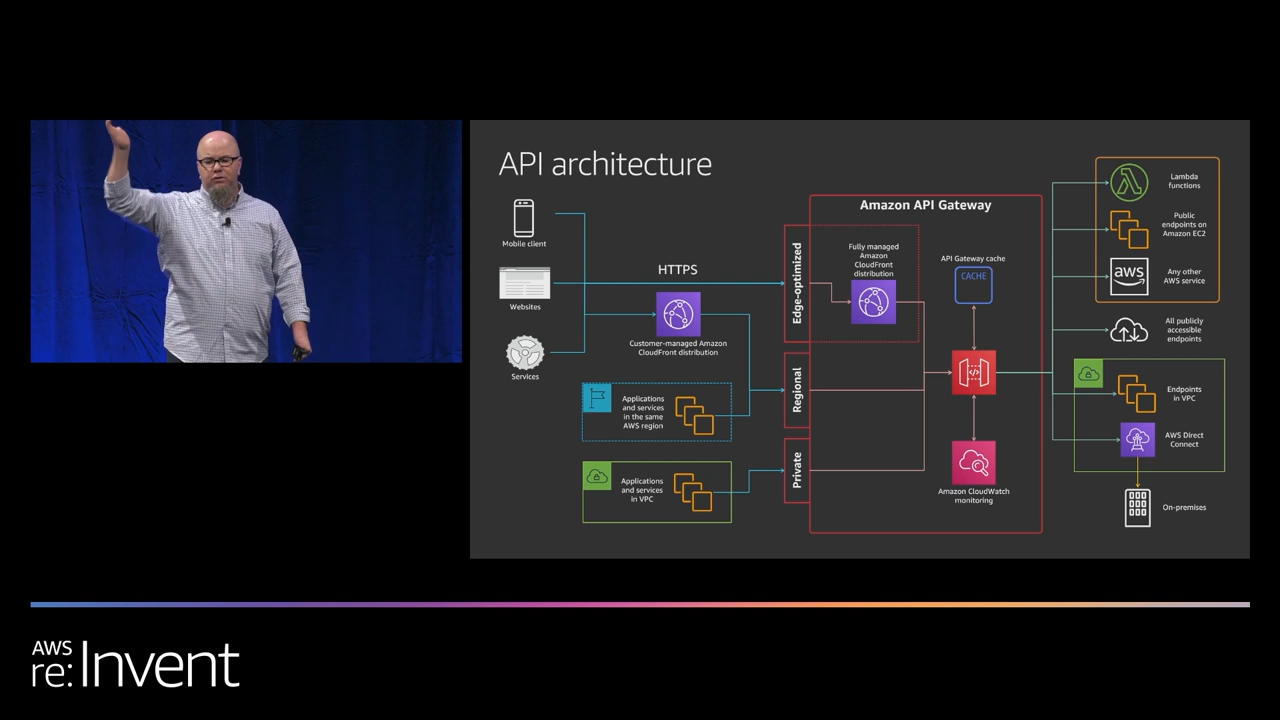 API architecture
Mobile client
Websites
Services
HTTPS
Customer-managed Amazon
CloudFront distribution
Applications
and services
in the same
AWS region
Applications
and services
in VPC
Edge-optimized
Regional
Private
Amazon API Gateway
Fully managed
Amazon
CloudFront
distribution
API Gateway cache
CACHE
</>
Amazon CloudWatch
monitoring
Lambda
functions
Public
endpoints on
Amazon EC2
aws
Any other
AWS service
All publicly
accessible
endpoints
Endpoints
in VPC
AWS Direct
Connect
On-premises
AWS
re:Invent